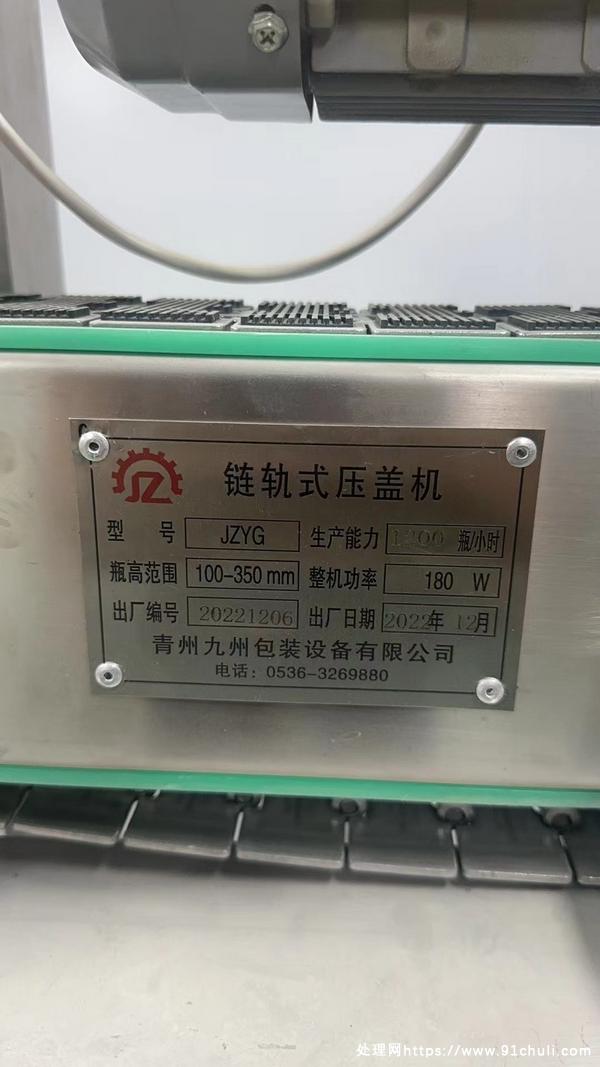 JZ
链轨式压盖机
型 号 JZYG 生产能力 1200 瓶/小时
瓶高范围 100-350mm 整机功率 180 W
出厂编号 20221206 出厂日期 2022年 12月
青州九州包装设备有限公司
电话：0536-3269880
处理网https://www.91chuli.com